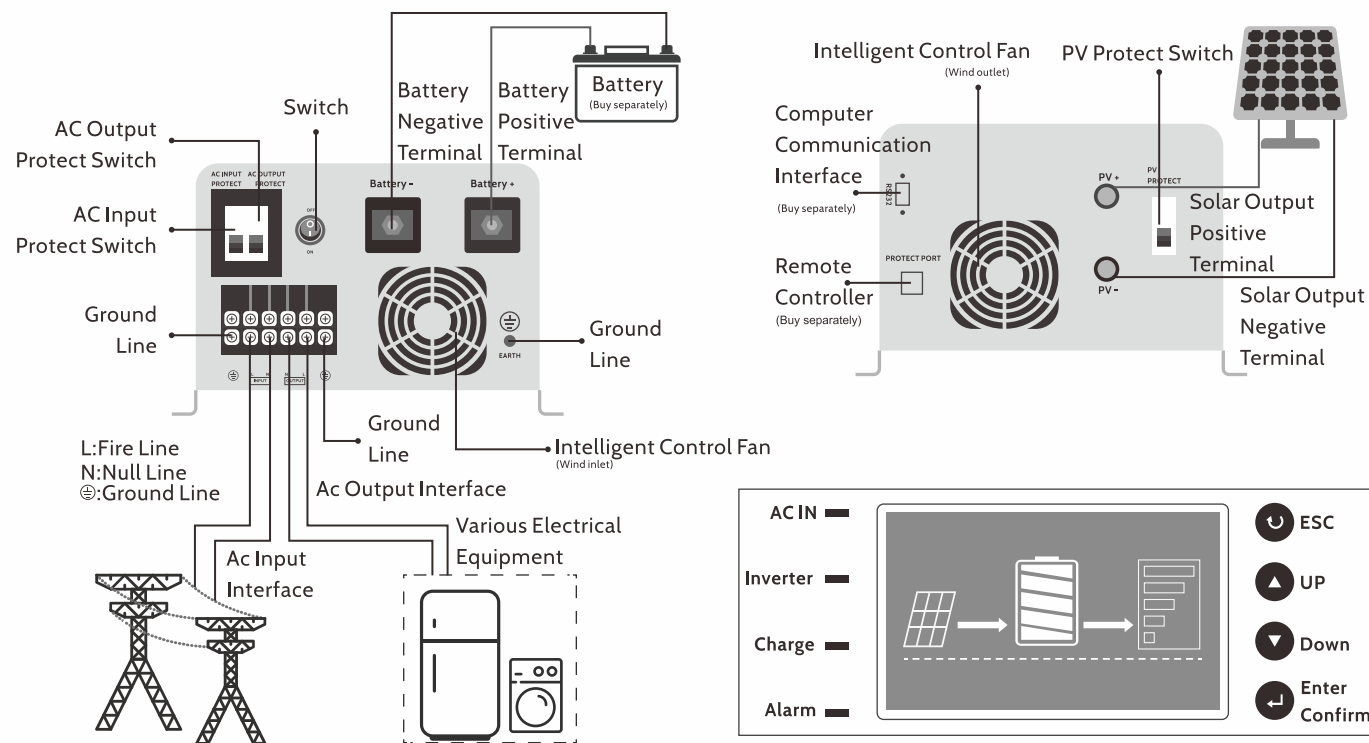 Battery
(Buy separately)
Battery
Negative
Terminal
Battery
Positive
Terminal
Switch
AC Output
Protect Switch
AC Input
Protect Switch
Ground
Line
AC INPUT
PROTECT
AC OUTPUT
PROTECT
OFF
ON
Battery -
Battery +
EARTH
Ground
Line
L
N
N
L
INPUT
OUTPUT
Ground
Line
Intelligent Control Fan
(Wind inlet)
L:Fire Line
N:Null Line
⏚:Ground Line
Ac Output Interface
Various Electrical
Equipment
Ac Input
Interface
Intelligent Control Fan
(Wind outlet)
PV Protect Switch
Computer
Communication
Interface
(Buy separately)
RS232
Remote
Controller
(Buy separately)
PROTECT PORT
PV +
PV -
PV
PROTECT
Solar Output
Positive
Terminal
Solar Output
Negative
Terminal
AC IN
Inverter
Charge
Alarm
ESC
UP
Down
Enter
Confirm